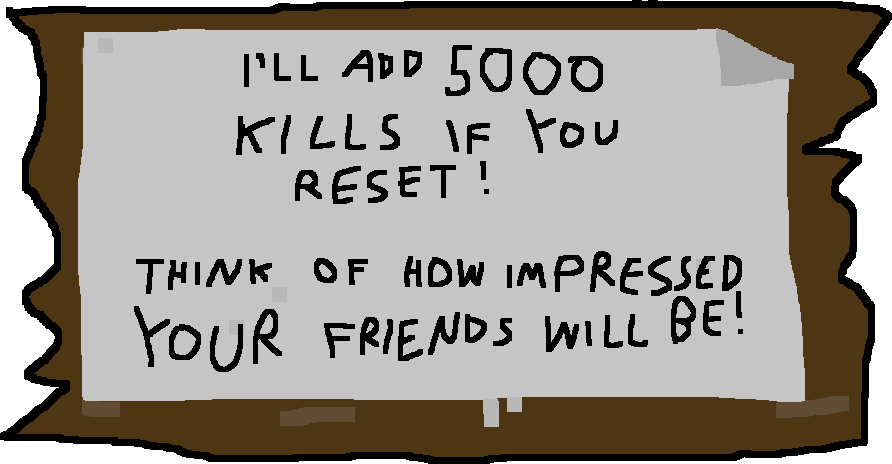 I'LL ADD 5000
KILLS IF YOU
RESET!
THINK OF HOW IMPRESSED
YOUR FRIENDS WILL BE!